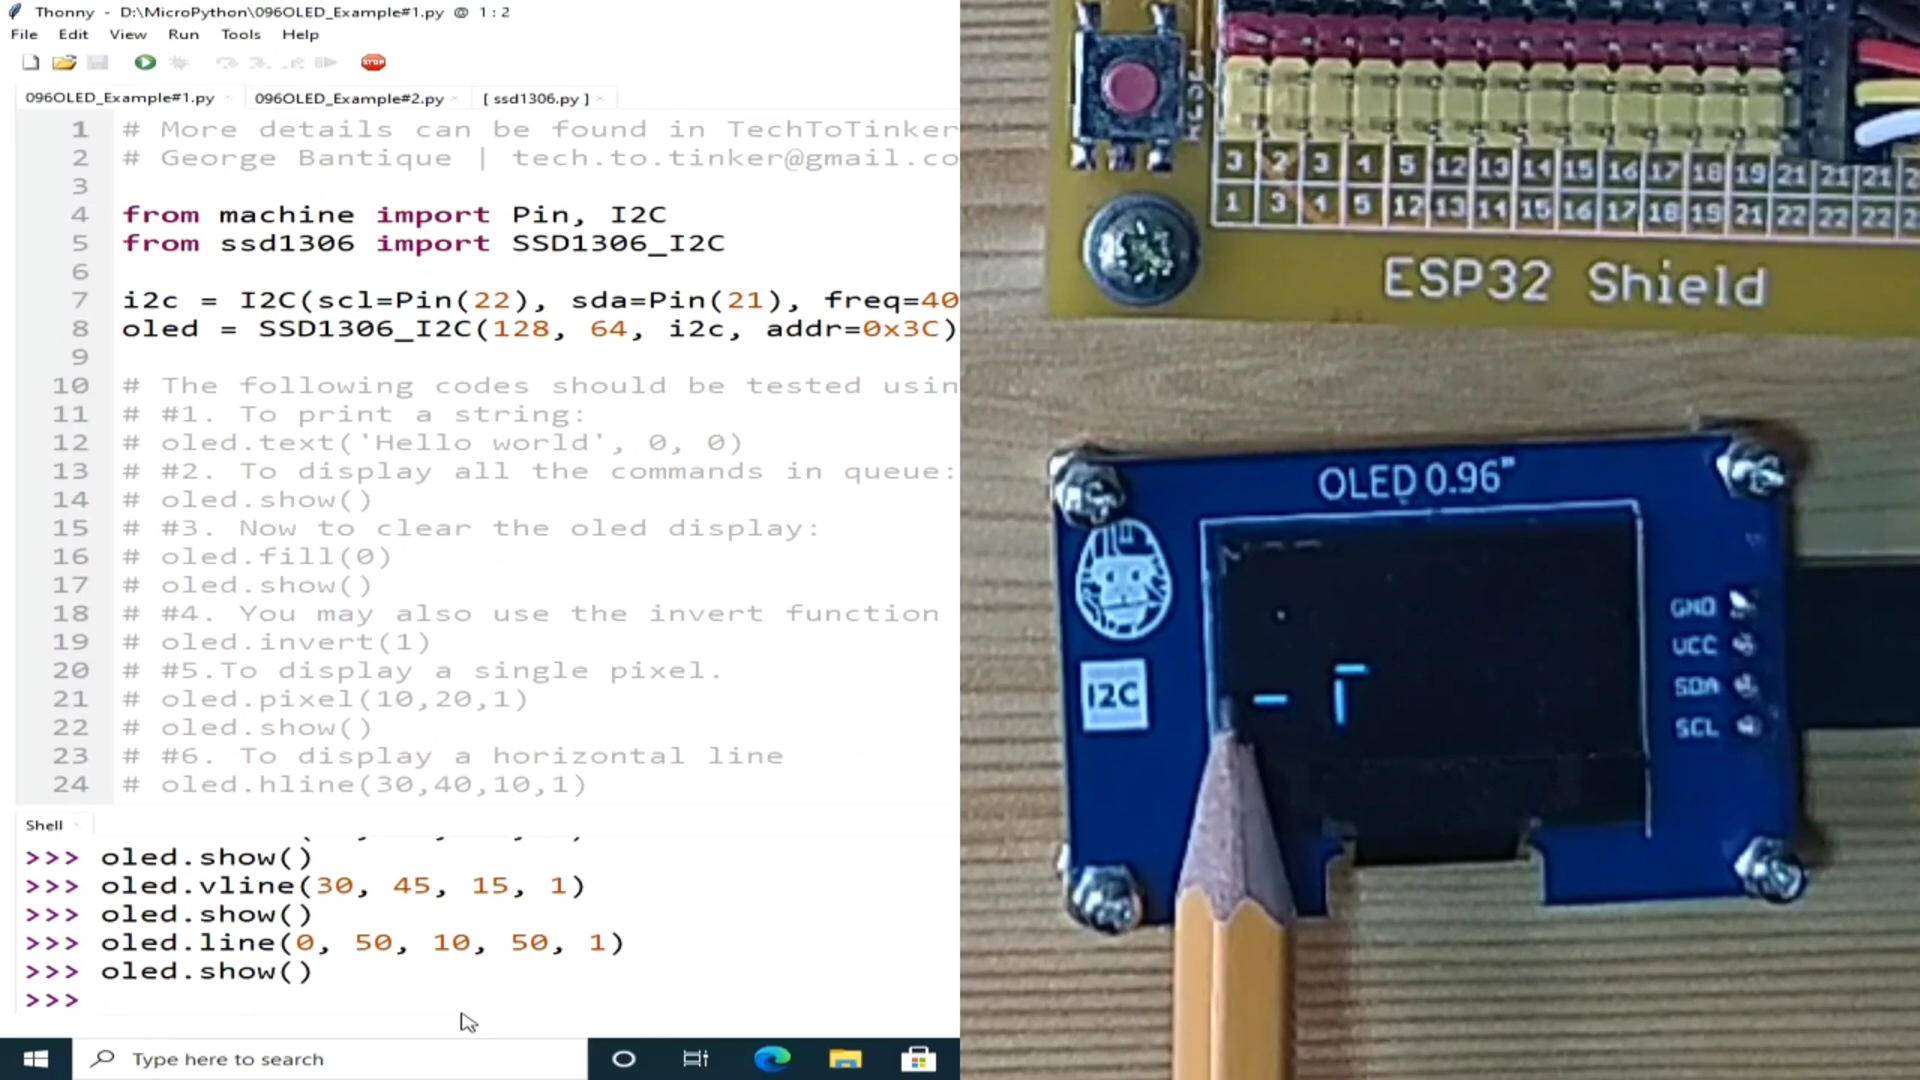 Thonny - D:\MicroPython\096OLED_Example#1.py @ 1:2
File Edit View Run Tools Help
096OLED_Example#1.py 096OLED_Example#2.py [ ssd1306.py ]
1 # More details can be found in TechToTinker
2 # George Bantique | tech.to.tinker@gmail.co
3
4 from machine import Pin, I2C
5 from ssd1306 import SSD1306_I2C
6
7 i2c = I2C(scl=Pin(22), sda=Pin(21), freq=40
8 oled = SSD1306_I2C(128, 64, i2c, addr=0x3C)
9
10 # The following codes should be tested usin
11 # #1. To print a string:
12 # oled.text('Hello world', 0, 0)
13 # #2. To display all the commands in queue:
14 # oled.show()
15 # #3. Now to clear the oled display:
16 # oled.fill(0)
17 # oled.show()
18 # #4. You may also use the invert function
19 # oled.invert(1)
20 # #5.To display a single pixel.
21 # oled.pixel(10,20,1)
22 # oled.show()
23 # #6. To display a horizontal line
24 # oled.hline(30,40,10,1)
Shell
>>> oled.show()
>>> oled.vline(30, 45, 15, 1)
>>> oled.show()
>>> oled.line(0, 50, 10, 50, 1)
>>> oled.show()
>>>
Type here to search
3 2 3 4 5 12 13 14 15 16 17 18 19 21 21 21
1 3 4 5 12 13 14 15 16 17 18 19 21 22 22 22
ESP32 Shield
OLED 0.96"
I2C
GND
VCC
SDA
SCL